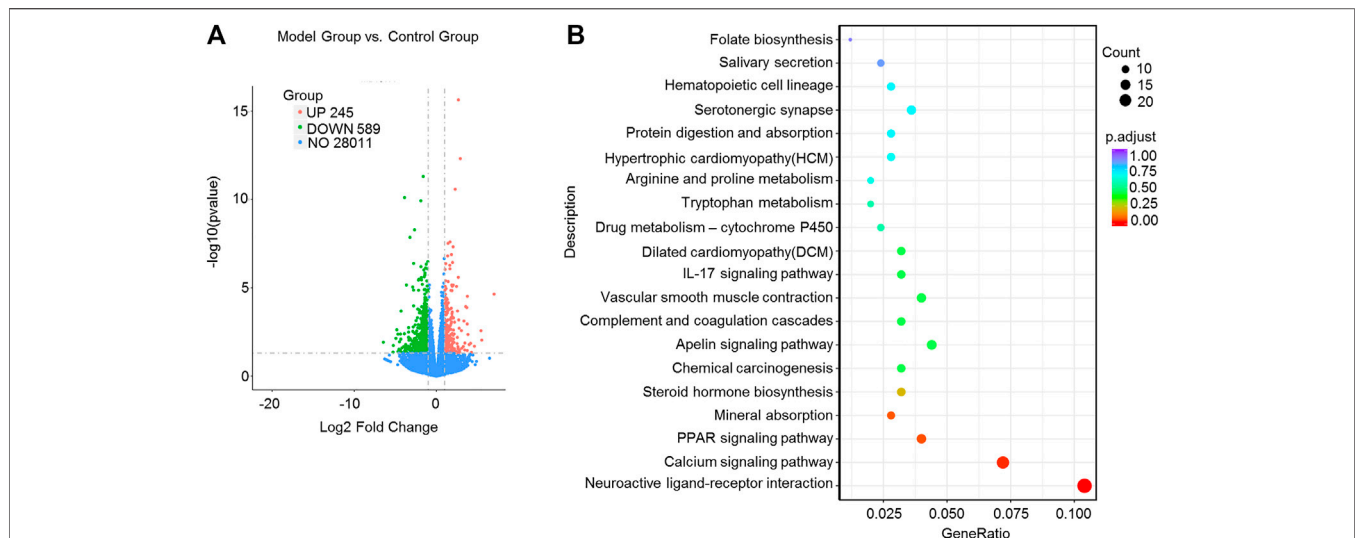 A
Model Group vs. Control Group
Group
UP 245
DOWN 589
NO 28011
15
10
5
0
-log10(pvalue)
-20
-10
0
Log2 Fold Change
B
Folate biosynthesis
Salivary secretion
Hematopoietic cell lineage
Serotonergic synapse
Protein digestion and absorption
Hypertrophic cardiomyopathy(HCM)
Arginine and proline metabolism
Tryptophan metabolism
Drug metabolism – cytochrome P450
Dilated cardiomyopathy(DCM)
IL-17 signaling pathway
Vascular smooth muscle contraction
Complement and coagulation cascades
Apelin signaling pathway
Chemical carcinogenesis
Steroid hormone biosynthesis
Mineral absorption
PPAR signaling pathway
Calcium signaling pathway
Neuroactive ligand-receptor interaction
Description
0.025
0.050
0.075
0.100
GeneRatio
Count
10
15
20
p.adjust
1.00
0.75
0.50
0.25
0.00